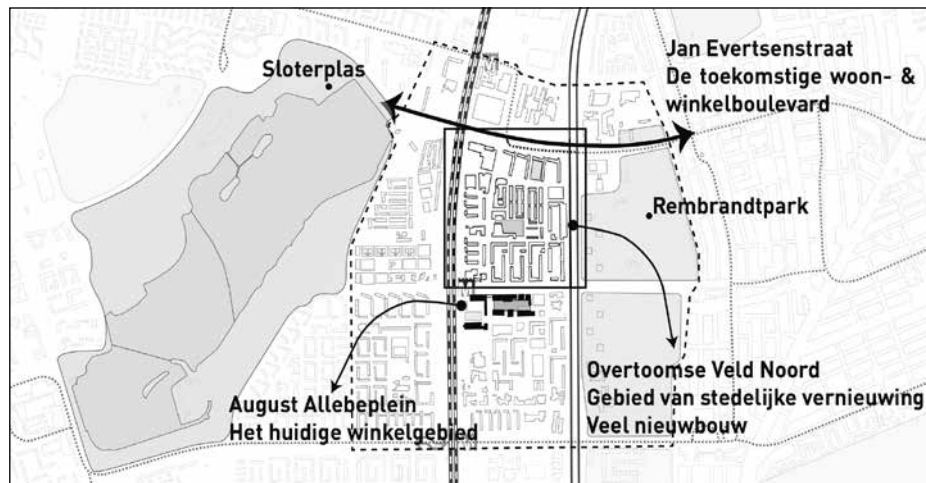 Jan Evertsenstraat
De toekomstige woon- &
winkelboulevard
Sloterplas
Rembrandtpark
Overtoomse Veld Noord
Gebied van stedelijke vernieuwing
Veel nieuwbouw
August Allebeplein
Het huidige winkelgebied